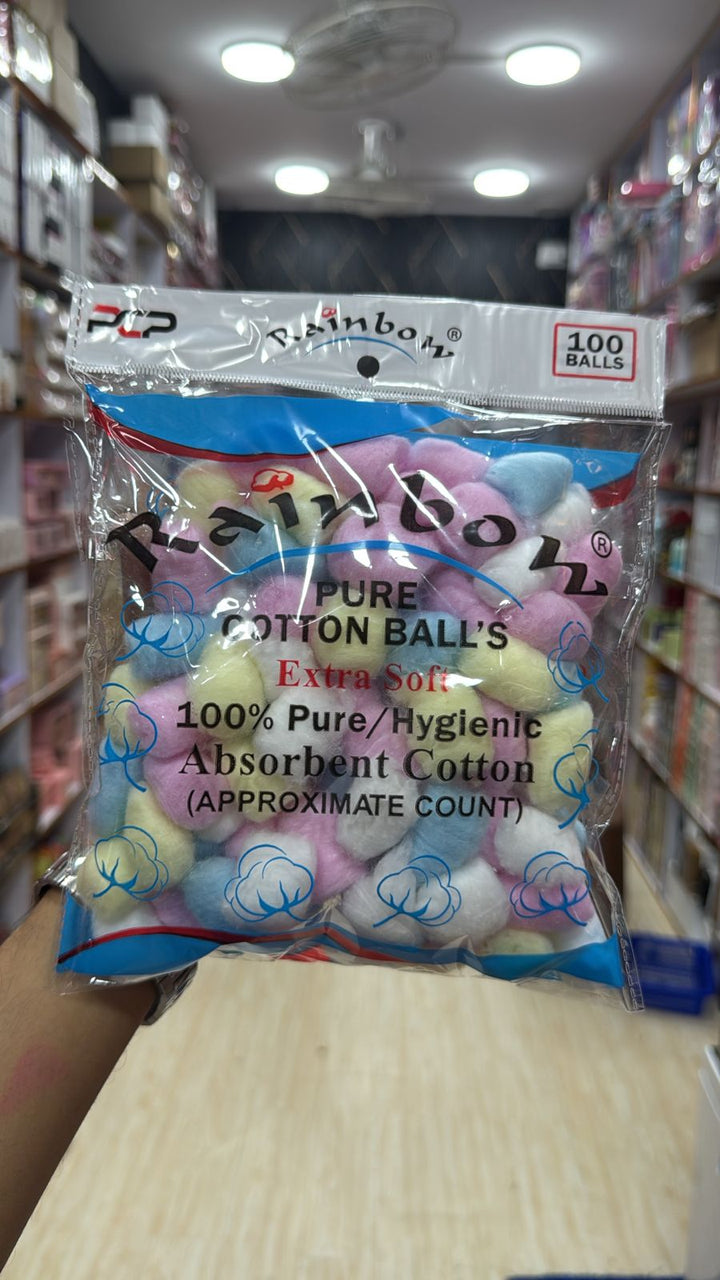 PCP
Rainbow®
100
BALLS
Rainbow®
PURE
COTTON BALL'S
Extra Soft
100% Pure/Hygienic
Absorbent Cotton
(APPROXIMATE COUNT)